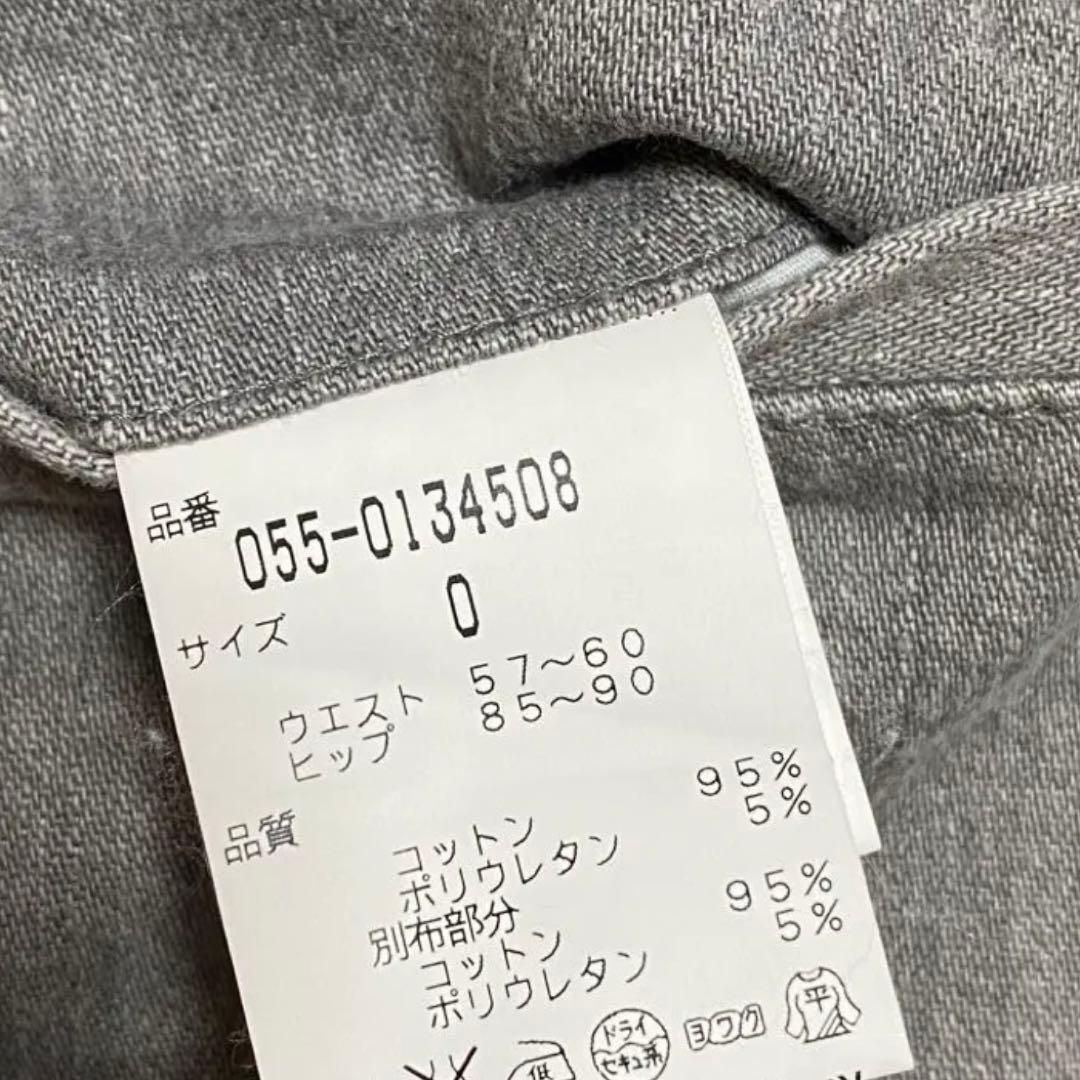 品番
055-0134508
サイズ 0
ウエスト 57〜60
ヒップ 85〜90
品質
コットン 95%
ポリウレタン 5%
別布部分
コットン 95%
ポリウレタン 5%
低 ドライ セキユ系 ヨワク 平